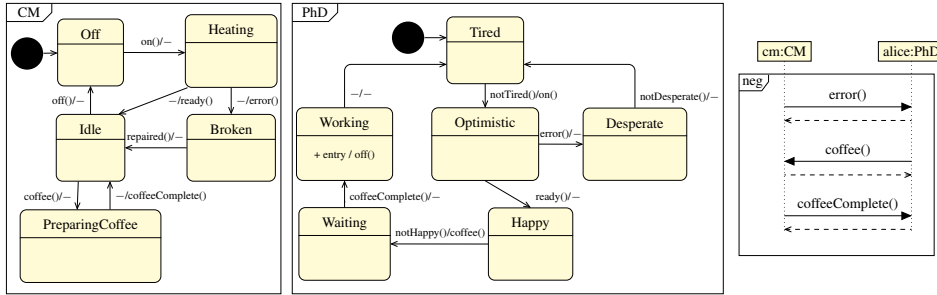 CM
Off
on()/—
Heating
off()/—
—/ready()
—/error()
Idle
repaired()/—
Broken
coffee()/—
—/coffeeComplete()
PreparingCoffee
PhD
Tired
—/—
notTired()/on()
notDesperate()/—
Working
+ entry / off()
Optimistic
error()/—
Desperate
coffeeComplete()/—
ready()/—
Waiting
notHappy()/coffee()
Happy
cm:CM
alice:PhD
neg
error()
coffee()
coffeeComplete()